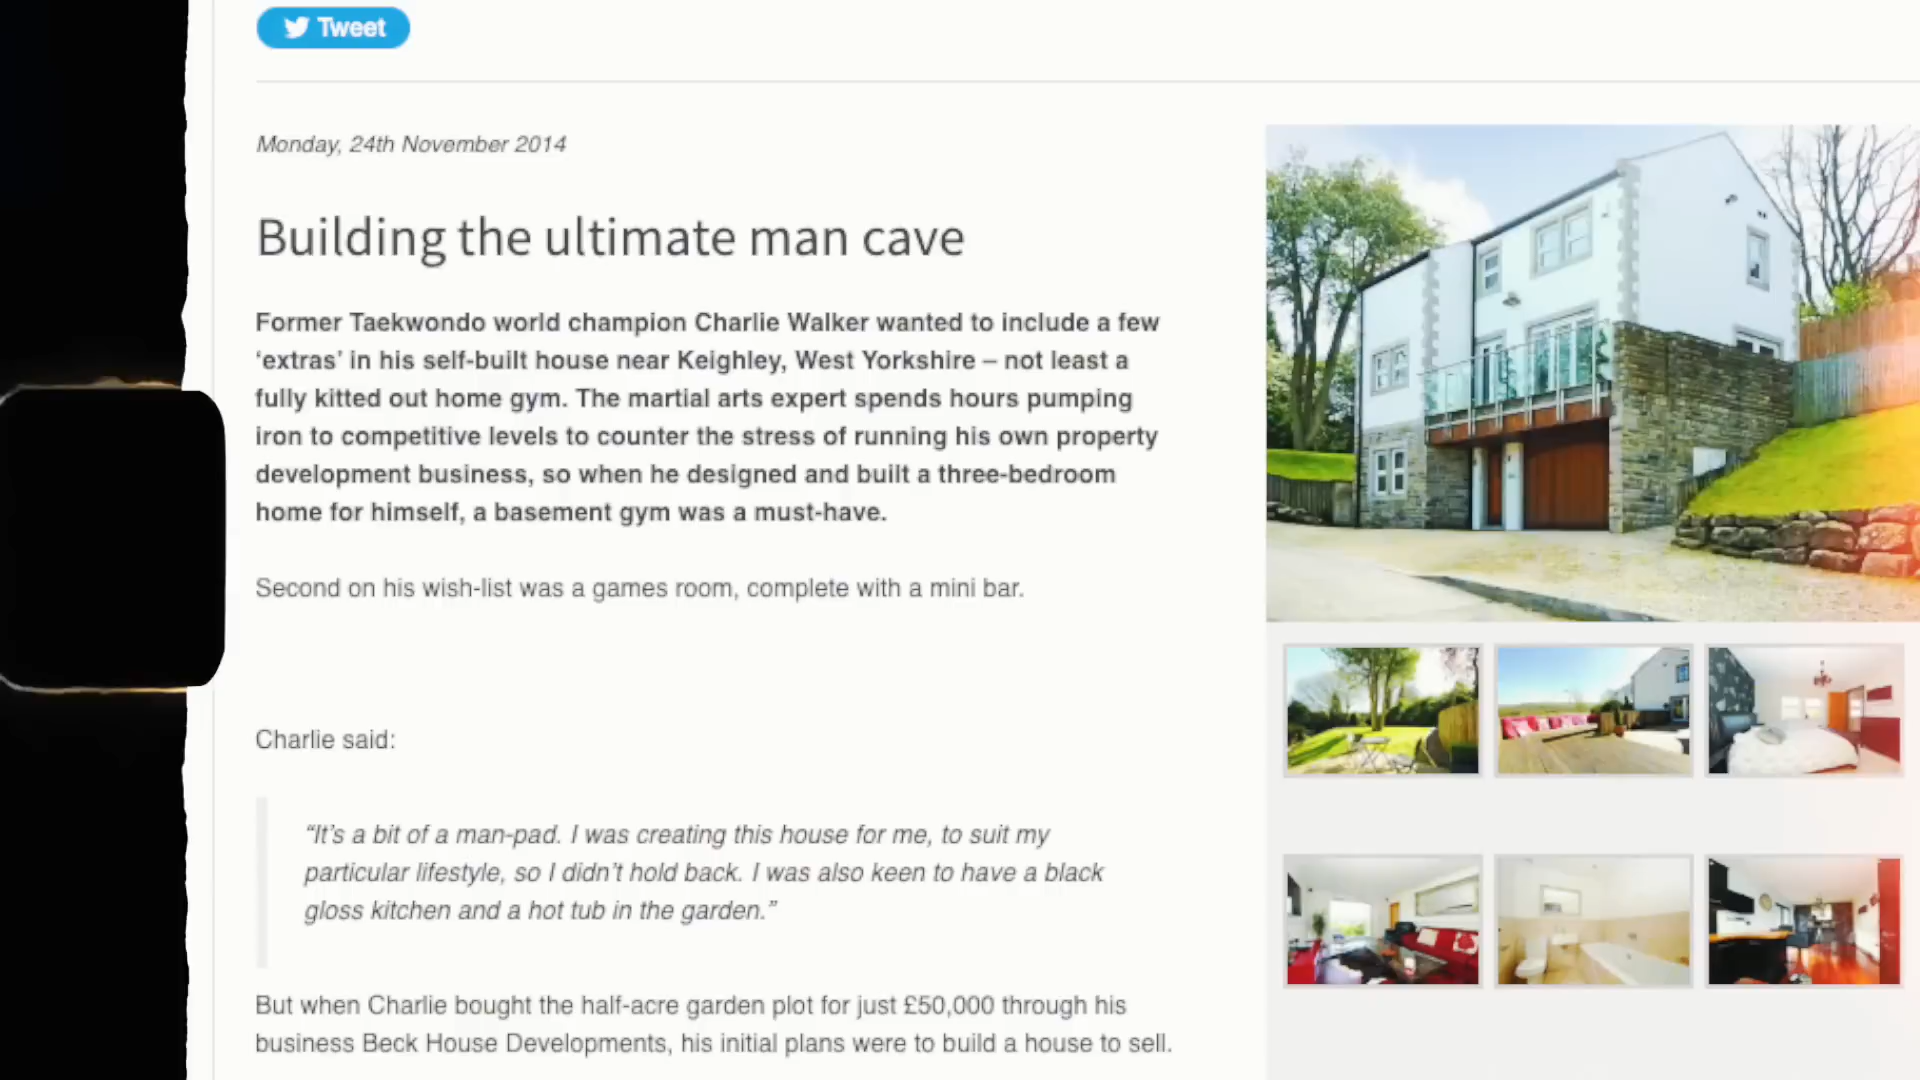 Tweet
Monday, 24th November 2014
Building the ultimate man cave
Former Taekwondo world champion Charlie Walker wanted to include a few
‘extras’ in his self-built house near Keighley, West Yorkshire – not least a
fully kitted out home gym. The martial arts expert spends hours pumping
iron to competitive levels to counter the stress of running his own property
development business, so when he designed and built a three-bedroom
home for himself, a basement gym was a must-have.
Second on his wish-list was a games room, complete with a mini bar.
Charlie said:
“It’s a bit of a man-pad. I was creating this house for me, to suit my
particular lifestyle, so I didn’t hold back. I was also keen to have a black
gloss kitchen and a hot tub in the garden.”
But when Charlie bought the half-acre garden plot for just £50,000 through his
business Beck House Developments, his initial plans were to build a house to sell.